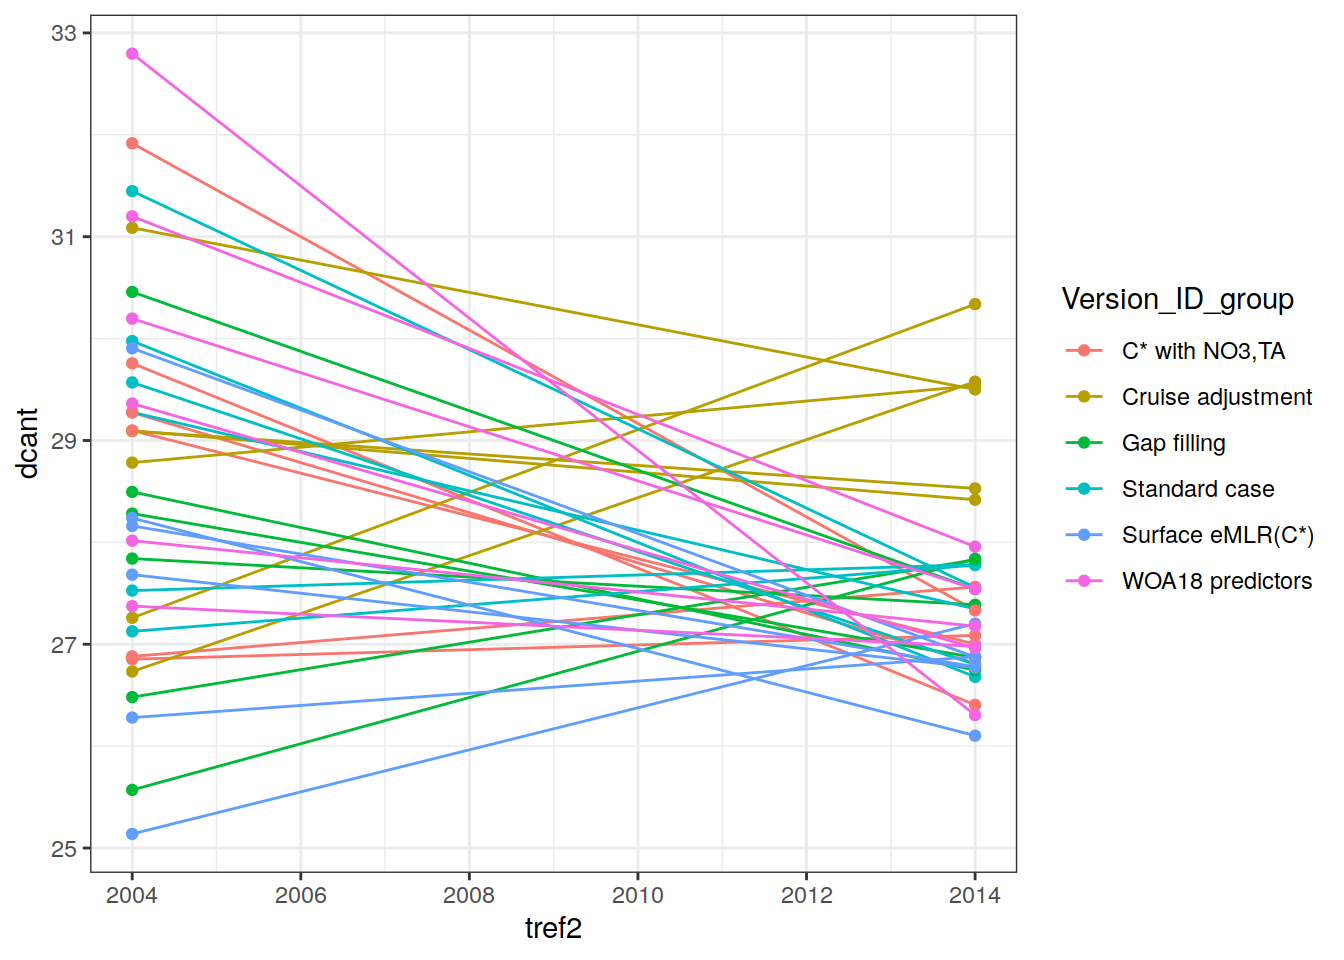 33
31
29
27
25
dcant
2004 2006 2008 2010 2012 2014
tref2
Version_ID_group
C* with NO3,TA
Cruise adjustment
Gap filling
Standard case
Surface eMLR(C*)
WOA18 predictors